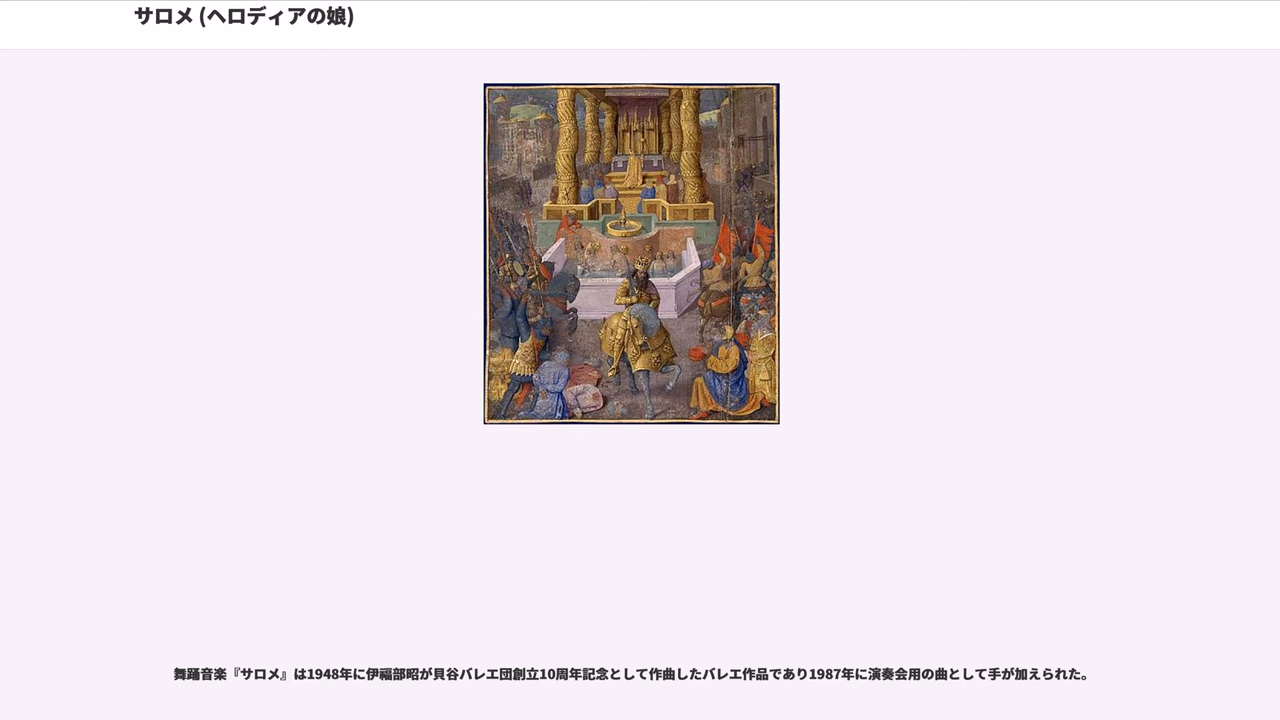 サロメ (ヘロディアの娘)
舞踊音楽『サロメ』は1948年に伊福部昭が貝谷バレエ団創立10周年記念として作曲したバレエ作品であり1987年に演奏会用の曲として手が加えられた。